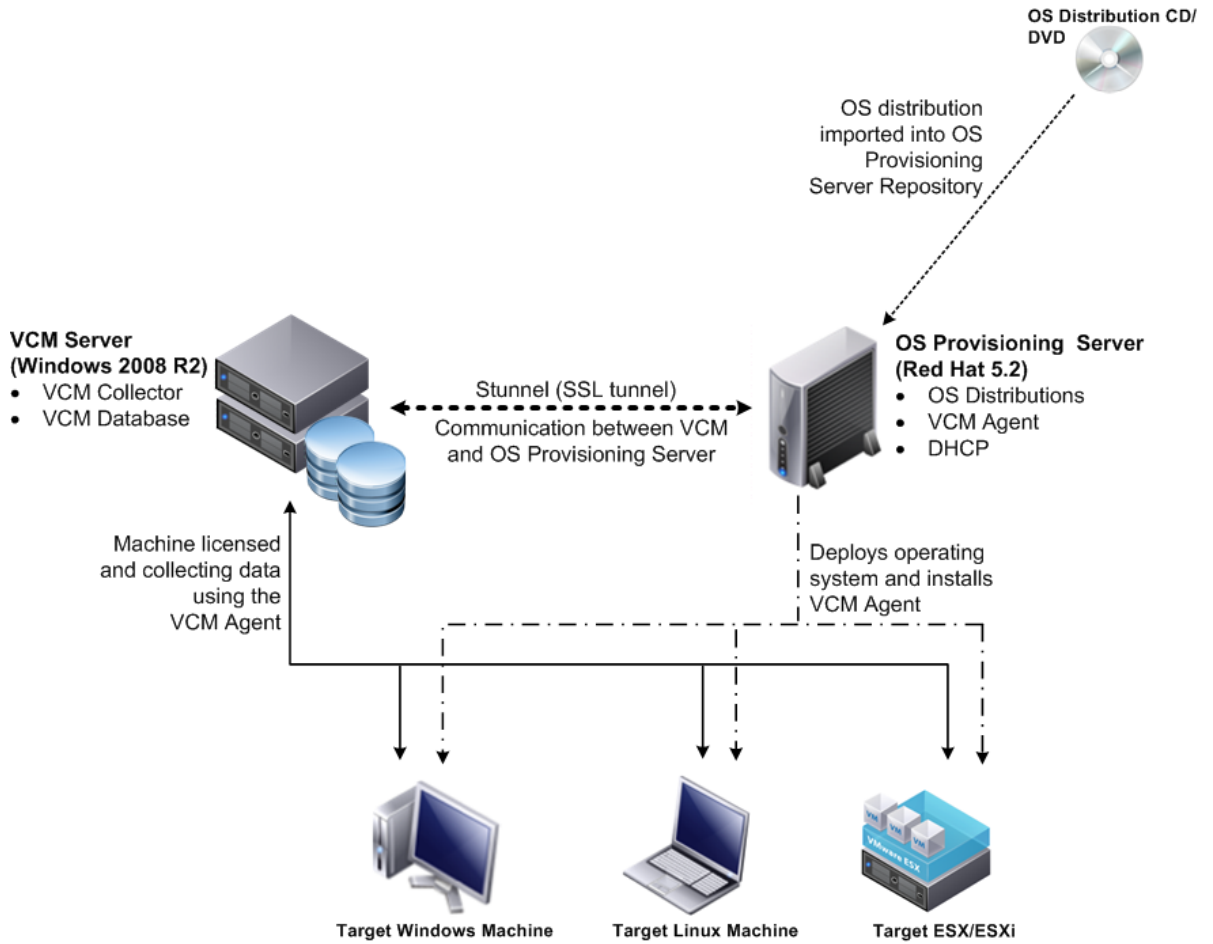 OS Distribution CD/
DVD
OS distribution
imported into OS
Provisioning
Server Repository
VCM Server
(Windows 2008 R2)
• VCM Collector
• VCM Database
Stunnel (SSL tunnel)
Communication between VCM
and OS Provisioning Server
OS Provisioning Server
(Red Hat 5.2)
• OS Distributions
• VCM Agent
• DHCP
Machine licensed
and collecting data
using the
VCM Agent
Deploys operating
system and installs
VCM Agent
VM
VM
VM
VMware ESX
Target Windows Machine
Target Linux Machine
Target ESX/ESXi